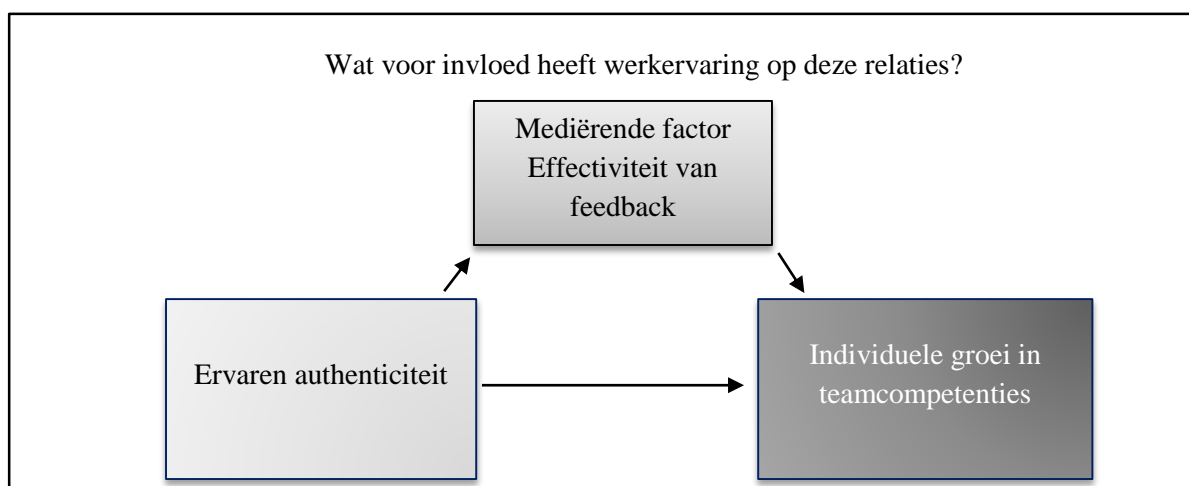 Wat voor invloed heeft werkervaring op deze relaties?
Mediërende factor
Effectiviteit van
feedback
Ervaren authenticiteit
Individuele groei in
teamcompetenties